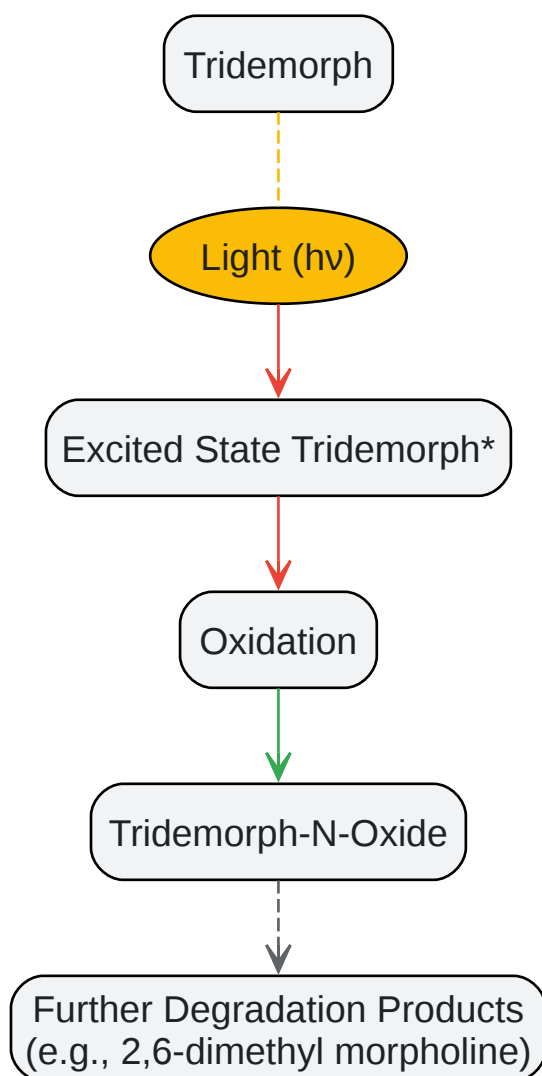 Tridemorph
Light (hν)
Excited State Tridemorph*
Oxidation
Tridemorph-N-Oxide
Further Degradation Products
(e.g., 2,6-dimethyl morpholine)